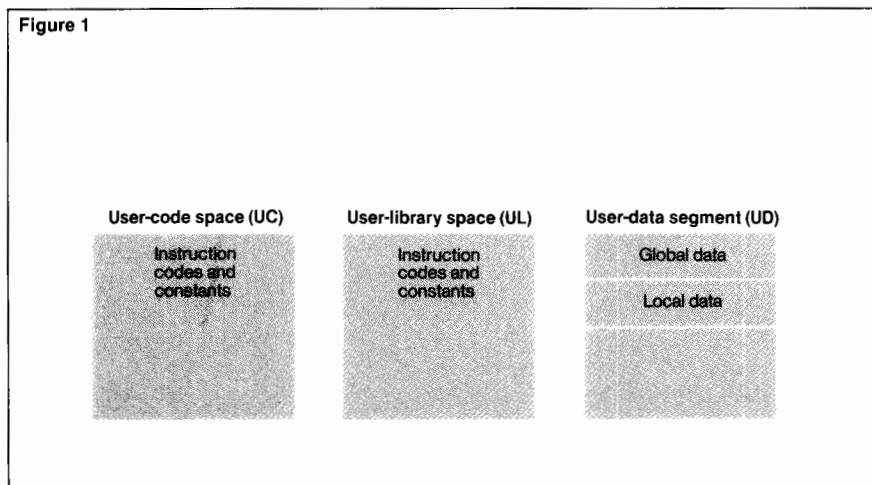 Figure 1
User-code space (UC)
Instruction
codes and
constants
User-library space (UL)
Instruction
codes and
constants
User-data segment (UD)
Global data
Local data